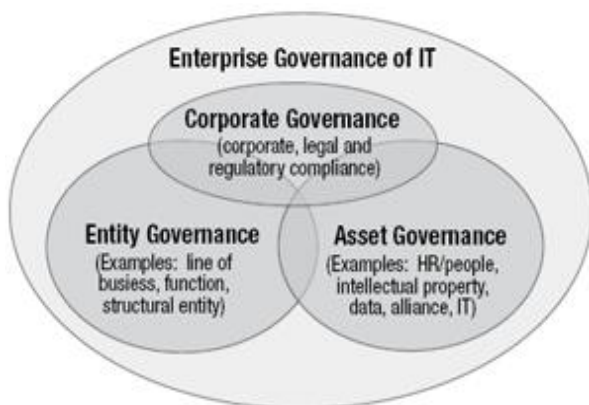 Enterprise Governance of IT
Corporate Governance
(corporate, legal and
regulatory compliance)
Entity Governance
(Examples: line of
busiess, function,
structural entity)
Asset Governance
(Examples: HR/people,
intellectual property,
data, alliance, IT)